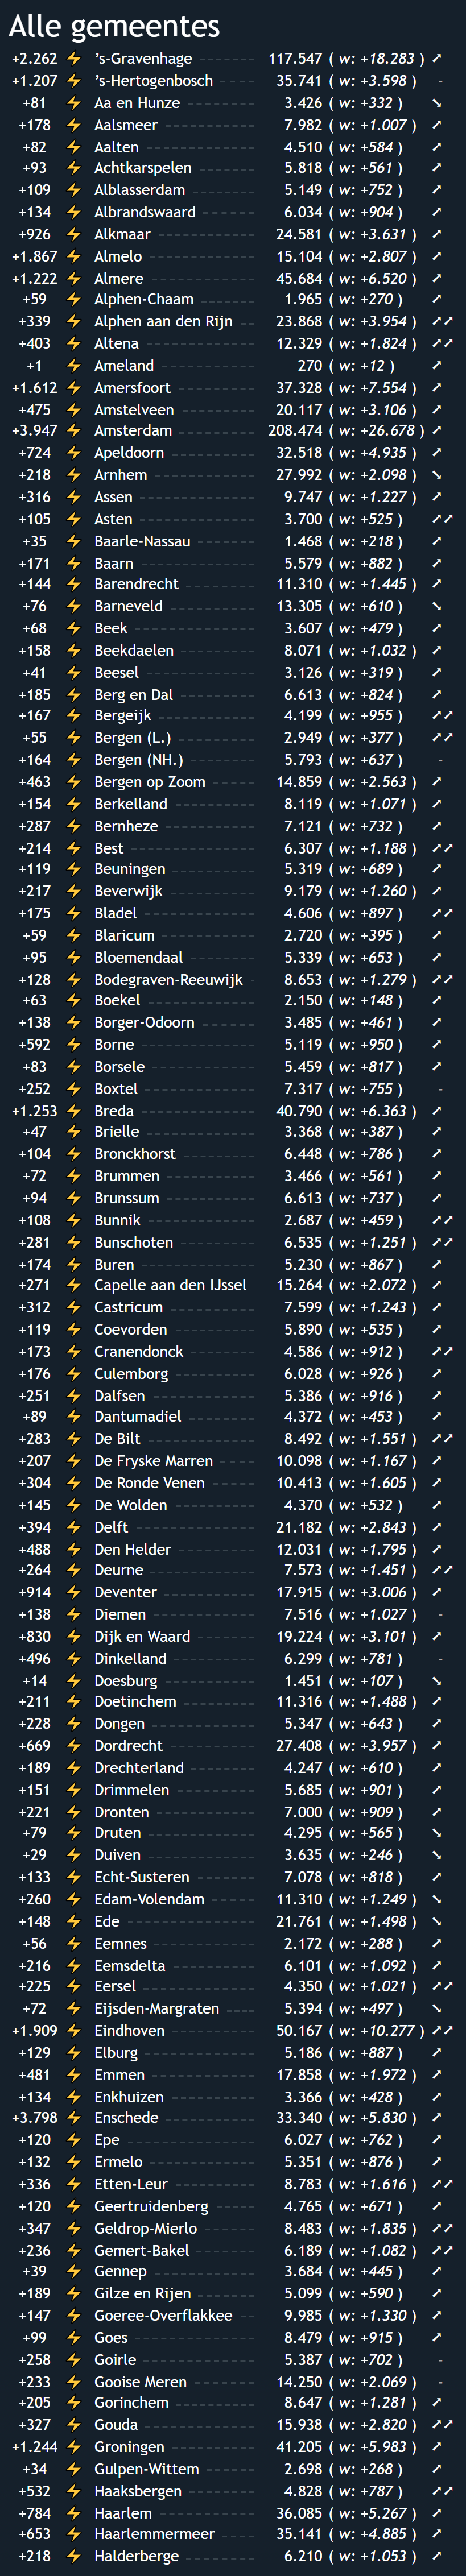 Alle gemeentes
+2.262 ⚡ 's-Gravenhage 117.547 ( w: +18.283 ) ➚
+1.207 ⚡ 's-Hertogenbosch 35.741 ( w: +3.598 ) -
+81 ⚡ Aa en Hunze 3.426 ( w: +332 ) ➘
+178 ⚡ Aalsmeer 7.982 ( w: +1.007 ) ➚
+82 ⚡ Aalten 4.510 ( w: +584 ) ➚
+93 ⚡ Achtkarspelen 5.818 ( w: +561 ) ➚
+109 ⚡ Alblasserdam 5.149 ( w: +752 ) ➚
+134 ⚡ Albrandswaard 6.034 ( w: +904 ) ➚
+926 ⚡ Alkmaar 24.581 ( w: +3.631 ) ➚
+1.867 ⚡ Almelo 15.104 ( w: +2.807 ) ➚
+1.222 ⚡ Almere 45.684 ( w: +6.520 ) ➚
+59 ⚡ Alphen-Chaam 1.965 ( w: +270 ) ➚
+339 ⚡ Alphen aan den Rijn 23.868 ( w: +3.954 ) ➚➚
+403 ⚡ Altena 12.329 ( w: +1.824 ) ➚➚
+1 ⚡ Ameland 270 ( w: +12 ) ➚
+1.612 ⚡ Amersfoort 37.328 ( w: +7.554 ) ➚
+475 ⚡ Amstelveen 20.117 ( w: +3.106 ) ➚
+3.947 ⚡ Amsterdam 208.474 ( w: +26.678 ) ➚
+724 ⚡ Apeldoorn 32.518 ( w: +4.935 ) ➚
+218 ⚡ Arnhem 27.992 ( w: +2.098 ) ➘
+316 ⚡ Assen 9.747 ( w: +1.227 ) ➚
+105 ⚡ Asten 3.700 ( w: +525 ) ➚➚
+35 ⚡ Baarle-Nassau 1.468 ( w: +218 ) ➚
+171 ⚡ Baarn 5.579 ( w: +882 ) ➚
+144 ⚡ Barendrecht 11.310 ( w: +1.445 ) ➚
+76 ⚡ Barneveld 13.305 ( w: +610 ) ➘
+68 ⚡ Beek 3.607 ( w: +479 ) ➚
+158 ⚡ Beekdaelen 8.071 ( w: +1.032 ) ➚
+41 ⚡ Beesel 3.126 ( w: +319 ) ➚
+185 ⚡ Berg en Dal 6.613 ( w: +824 ) ➚
+167 ⚡ Bergeijk 4.199 ( w: +955 ) ➚➚
+55 ⚡ Bergen (L.) 2.949 ( w: +377 ) ➚➚
+164 ⚡ Bergen (NH.) 5.793 ( w: +637 ) -
+463 ⚡ Bergen op Zoom 14.859 ( w: +2.563 ) ➚
+154 ⚡ Berkelland 8.119 ( w: +1.071 ) ➚
+287 ⚡ Bernheze 7.121 ( w: +732 ) ➚
+214 ⚡ Best 6.307 ( w: +1.188 ) ➚➚
+119 ⚡ Beuningen 5.319 ( w: +689 ) ➚
+217 ⚡ Beverwijk 9.179 ( w: +1.260 ) ➚
+175 ⚡ Bladel 4.606 ( w: +897 ) ➚➚
+59 ⚡ Blaricum 2.720 ( w: +395 ) ➚
+95 ⚡ Bloemendaal 5.339 ( w: +653 ) ➚
+128 ⚡ Bodegraven-Reeuwijk 8.653 ( w: +1.279 ) ➚➚
+63 ⚡ Boekel 2.150 ( w: +148 ) ➚
+138 ⚡ Borger-Odoorn 3.485 ( w: +461 ) ➚
+592 ⚡ Borne 5.119 ( w: +950 ) ➚
+83 ⚡ Borsele 5.459 ( w: +817 ) ➚
+252 ⚡ Boxtel 7.317 ( w: +755 ) -
+1.253 ⚡ Breda 40.790 ( w: +6.363 ) ➚
+47 ⚡ Brielle 3.368 ( w: +387 ) ➚
+104 ⚡ Bronckhorst 6.448 ( w: +786 ) ➚
+72 ⚡ Brummen 3.466 ( w: +561 ) ➚
+94 ⚡ Brunssum 6.613 ( w: +737 ) ➚
+108 ⚡ Bunnik 2.687 ( w: +459 ) ➚➚
+281 ⚡ Bunschoten 6.535 ( w: +1.251 ) ➚➚
+174 ⚡ Buren 5.230 ( w: +867 ) ➚
+271 ⚡ Capelle aan den IJssel 15.264 ( w: +2.072 ) ➚
+312 ⚡ Castricum 7.599 ( w: +1.243 ) ➚
+119 ⚡ Coevorden 5.890 ( w: +535 ) ➚
+173 ⚡ Cranendonck 4.586 ( w: +912 ) ➚➚
+176 ⚡ Culemborg 6.028 ( w: +926 ) ➚
+251 ⚡ Dalfsen 5.386 ( w: +916 ) ➚
+89 ⚡ Dantumadiel 4.372 ( w: +453 ) ➚
+283 ⚡ De Bilt 8.492 ( w: +1.551 ) ➚➚
+207 ⚡ De Fryske Marren 10.098 ( w: +1.167 ) ➚
+304 ⚡ De Ronde Venen 10.413 ( w: +1.605 ) ➚
+145 ⚡ De Wolden 4.370 ( w: +532 ) ➚
+394 ⚡ Delft 21.182 ( w: +2.843 ) ➚
+488 ⚡ Den Helder 12.031 ( w: +1.795 ) ➚
+264 ⚡ Deurne 7.573 ( w: +1.451 ) ➚➚
+914 ⚡ Deventer 17.915 ( w: +3.006 ) ➚
+138 ⚡ Diemen 7.516 ( w: +1.027 ) -
+830 ⚡ Dijk en Waard 19.224 ( w: +3.101 ) ➚
+496 ⚡ Dinkelland 6.299 ( w: +781 ) -
+14 ⚡ Doesburg 1.451 ( w: +107 ) ➘
+211 ⚡ Doetinchem 11.316 ( w: +1.488 ) ➚
+228 ⚡ Dongen 5.347 ( w: +643 ) ➚
+669 ⚡ Dordrecht 27.408 ( w: +3.957 ) ➚
+189 ⚡ Drechterland 4.247 ( w: +610 ) ➚
+151 ⚡ Drimmelen 5.685 ( w: +901 ) ➚
+221 ⚡ Dronten 7.000 ( w: +909 ) ➚
+79 ⚡ Druten 4.295 ( w: +565 ) ➘
+29 ⚡ Duiven 3.635 ( w: +246 ) ➘
+133 ⚡ Echt-Susteren 7.078 ( w: +818 ) ➚
+260 ⚡ Edam-Volendam 11.310 ( w: +1.249 ) ➘
+148 ⚡ Ede 21.761 ( w: +1.498 ) ➘
+56 ⚡ Eemnes 2.172 ( w: +288 ) ➚
+216 ⚡ Eemsdelta 6.101 ( w: +1.092 ) ➚
+225 ⚡ Eersel 4.350 ( w: +1.021 ) ➚➚
+72 ⚡ Eijsden-Margraten 5.394 ( w: +497 ) ➘
+1.909 ⚡ Eindhoven 50.167 ( w: +10.277 ) ➚➚
+129 ⚡ Elburg 5.186 ( w: +887 ) ➚
+481 ⚡ Emmen 17.858 ( w: +1.972 ) ➚
+134 ⚡ Enkhuizen 3.366 ( w: +428 ) ➚
+3.798 ⚡ Enschede 33.340 ( w: +5.830 ) ➚
+120 ⚡ Epe 6.027 ( w: +762 ) ➚
+132 ⚡ Ermelo 5.351 ( w: +876 ) ➚
+336 ⚡ Etten-Leur 8.783 ( w: +1.616 ) ➚➚
+120 ⚡ Geertruidenberg 4.765 ( w: +671 ) ➚
+347 ⚡ Geldrop-Mierlo 8.483 ( w: +1.835 ) ➚➚
+236 ⚡ Gemert-Bakel 6.189 ( w: +1.082 ) ➚➚
+39 ⚡ Gennep 3.684 ( w: +445 ) ➚
+189 ⚡ Gilze en Rijen 5.099 ( w: +590 ) ➚
+147 ⚡ Goeree-Overflakkee 9.985 ( w: +1.330 ) ➚
+99 ⚡ Goes 8.479 ( w: +915 ) ➚
+258 ⚡ Goirle 5.387 ( w: +702 ) -
+233 ⚡ Gooise Meren 14.250 ( w: +2.069 ) -
+205 ⚡ Gorinchem 8.647 ( w: +1.281 ) ➚
+327 ⚡ Gouda 15.938 ( w: +2.820 ) ➚➚
+1.244 ⚡ Groningen 41.205 ( w: +5.983 ) ➚
+34 ⚡ Gulpen-Wittem 2.698 ( w: +268 ) ➚
+532 ⚡ Haaksbergen 4.828 ( w: +787 ) ➚➚
+784 ⚡ Haarlem 36.085 ( w: +5.267 ) ➚
+653 ⚡ Haarlemmermeer 35.141 ( w: +4.885 ) ➚
+218 ⚡ Halderberge 6.210 ( w: +1.053 ) ➚